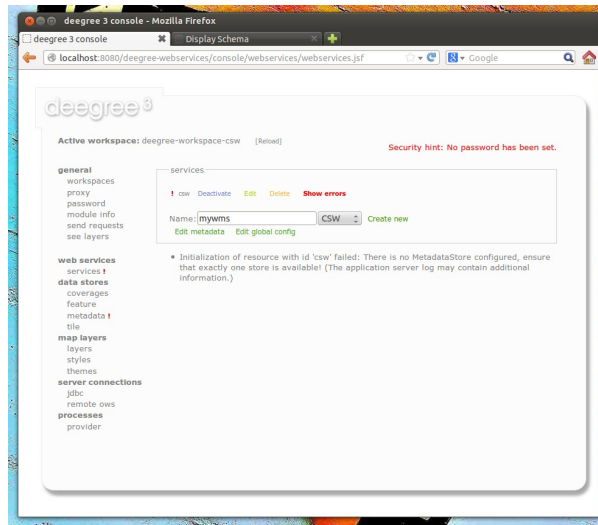 deegree 3 console - Mozilla Firefox
deegree 3 console
Display Schema
localhost:8080/deegree-webservices/console/webservices/webservices.jsf
Google
deegree 3
Active workspace: deegree-workspace-csw [Reload]
Security hint: No password has been set.
general
workspaces
proxy
password
module info
send requests
see layers
web services
services !
data stores
coverages
feature
metadata !
tile
map layers
layers
styles
themes
server connections
jdbc
remote ows
processes
provider
services
! csw Deactivate Edit Delete Show errors
Name: mywms CSW Create new
Edit metadata Edit global config
• Initialization of resource with id 'csw' failed: There is no MetadataStore configured, ensure
that exactly one store is available! (The application server log may contain additional
information.)